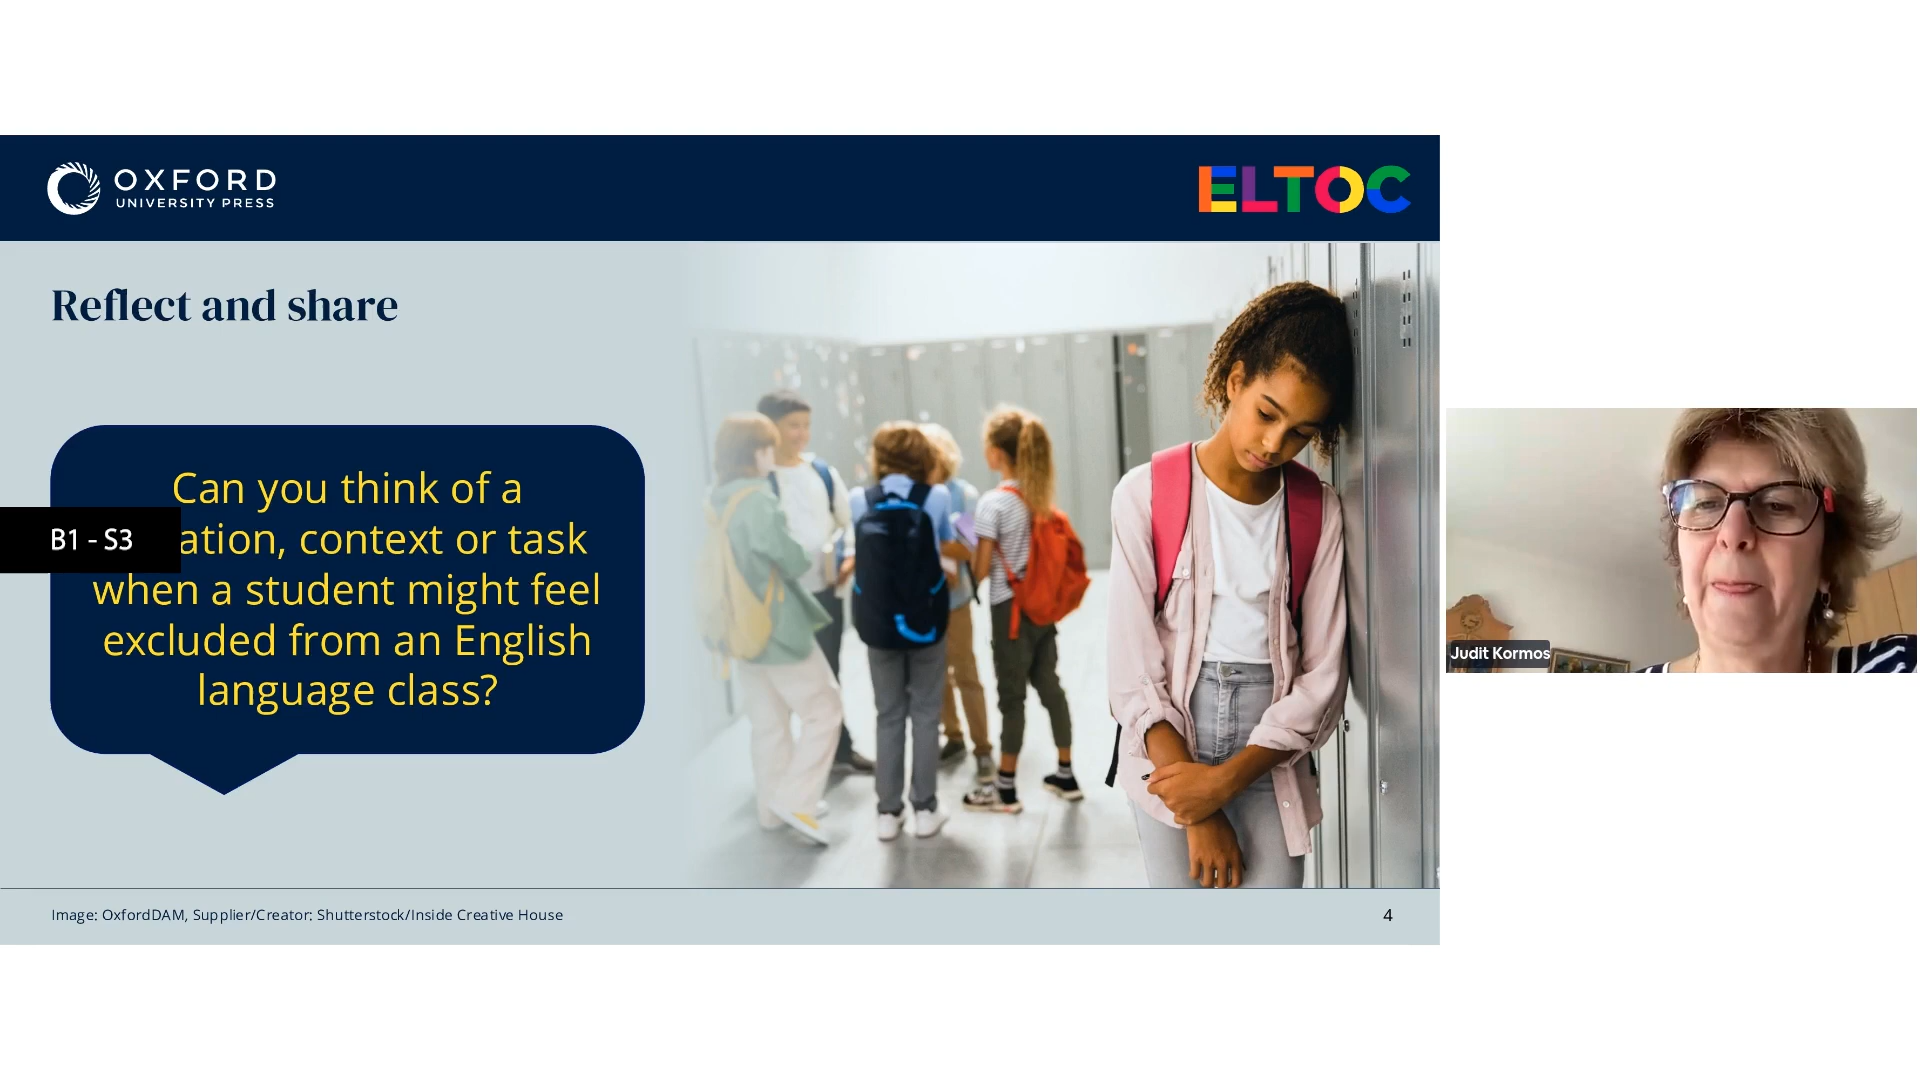 OXFORD
UNIVERSITY PRESS
ELTOC
Reflect and share
Can you think of a
B1 - S3
ation, context or task
when a student might feel
excluded from an English
language class?
Judit Kormos
Image: OxfordDAM, Supplier/Creator: Shutterstock/Inside Creative House
4